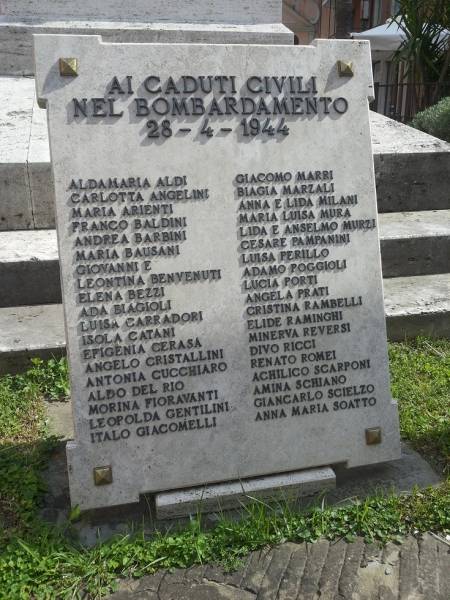 AI CADUTI CIVILI
NEL BOMBARDAMENTO
28-4-1944
ALDAMARIA ALDI
CARLOTTA ANGELINI
MARIA ARIENTI
FRANCO BALDINI
ANDREA BARBINI
MARIA BAUSANI
GIOVANNI E
LEONTINA BENVENUTI
ELENA BEZZI
ADA BIAGIOLI
LUISA CARRADORI
ISOLA CATANI
EPIGENIA CERASA
ANGELO CRISTALLINI
ANTONIA CUCCHIARO
ALDO DEL RIO
MORINA FIORAVANTI
LEOPOLDA GENTILINI
ITALO GIACOMELLI
GIACOMO MARRI
BIAGIA MARZALI
ANNA E LIDA MILANI
MARIA LUISA MURA
LIDA E ANSELMO MURZI
CESARE PAMPANINI
LUISA PERILLO
ADAMO POGGIOLI
LUCIA PORTI
ANGELA PRATI
CRISTINA RAMBELLI
ELIDE RAMINGHI
MINERVA REVERSI
DIVO RICCI
RENATO ROMEI
ACHILCO SCARPONI
AMINA SCHIANO
GIANCARLO SCIELZO
ANNA MARIA SOATTO